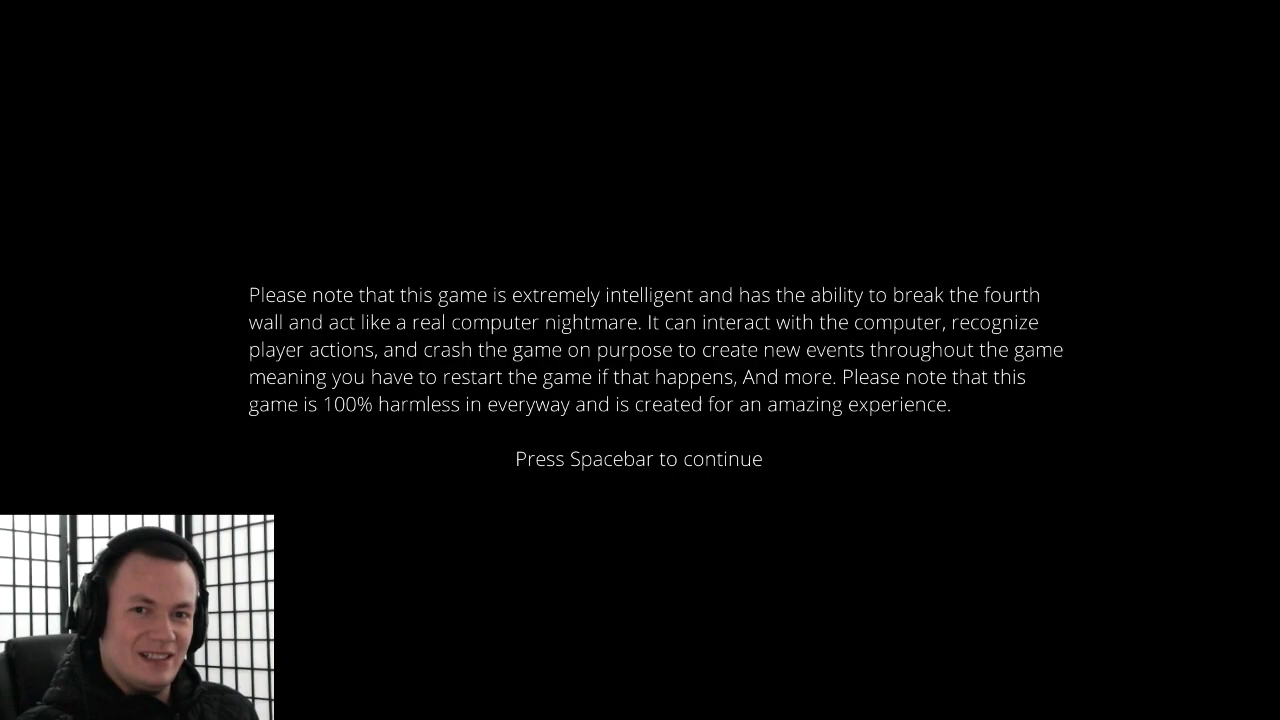 Please note that this game is extremely intelligent and has the ability to break the fourth
wall and act like a real computer nightmare. It can interact with the computer, recognize
player actions, and crash the game on purpose to create new events throughout the game
meaning you have to restart the game if that happens, And more. Please note that this
game is 100% harmless in everyway and is created for an amazing experience.
Press Spacebar to continue